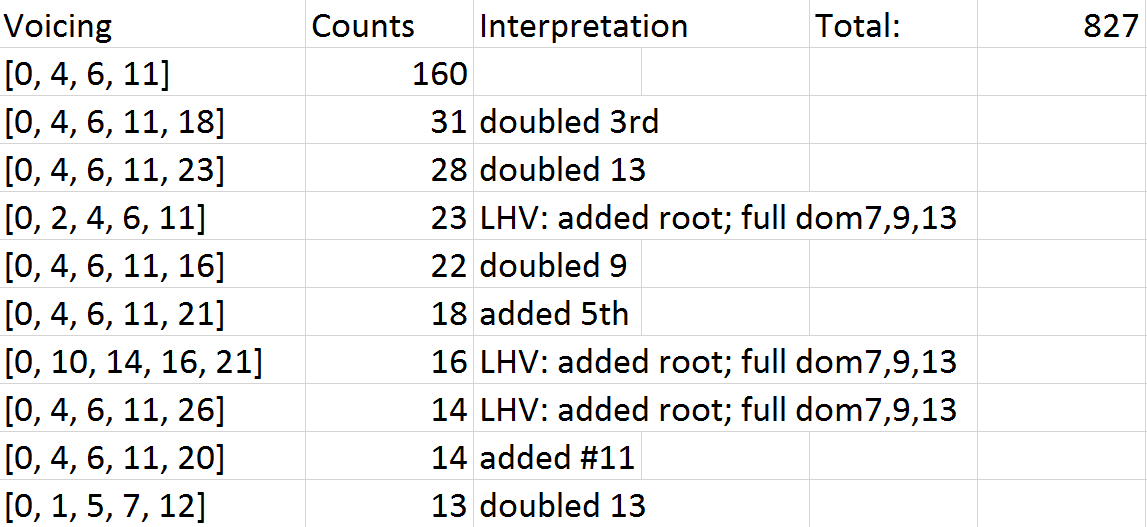 Voicing Counts Interpretation Total: 827
[0, 4, 6, 11] 160
[0, 4, 6, 11, 18] 31 doubled 3rd
[0, 4, 6, 11, 23] 28 doubled 13
[0, 2, 4, 6, 11] 23 LHV: added root; full dom7,9,13
[0, 4, 6, 11, 16] 22 doubled 9
[0, 4, 6, 11, 21] 18 added 5th
[0, 10, 14, 16, 21] 16 LHV: added root; full dom7,9,13
[0, 4, 6, 11, 26] 14 LHV: added root; full dom7,9,13
[0, 4, 6, 11, 20] 14 added #11
[0, 1, 5, 7, 12] 13 doubled 13